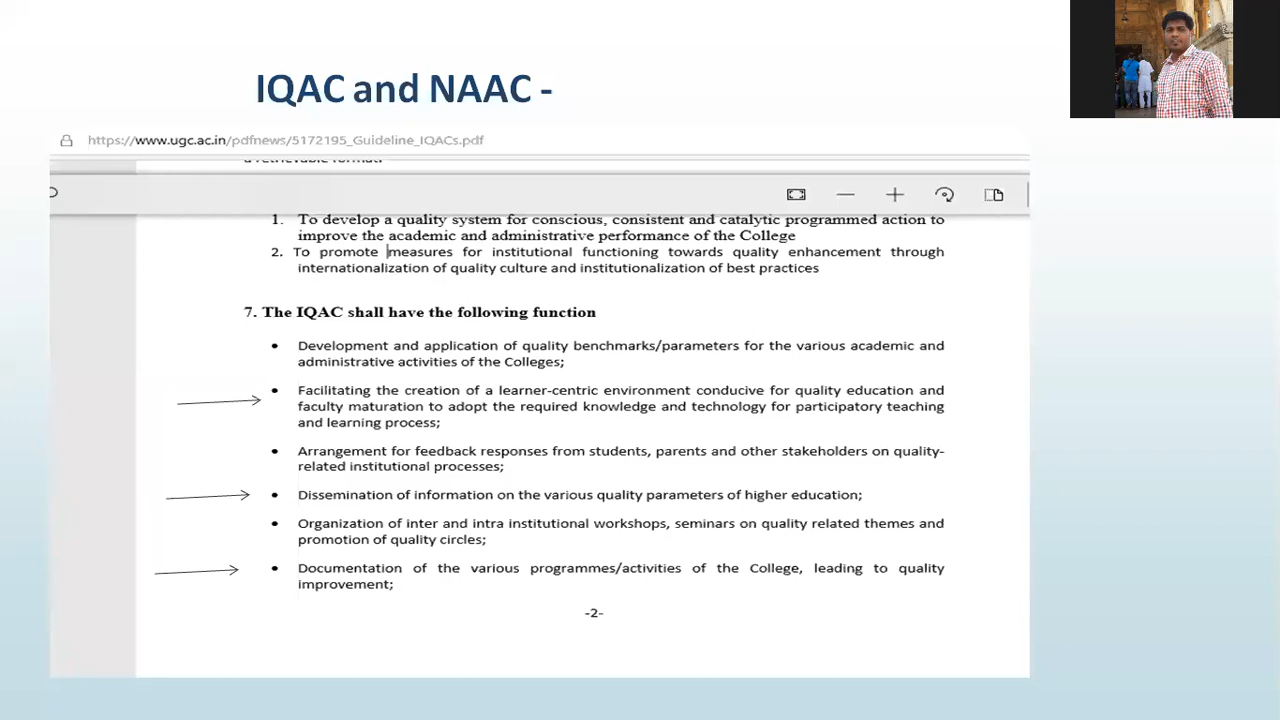 IQAC and NAAC -
https://www.ugc.ac.in/pdfnews/5172195_Guideline_IQACs.pdf
a retrievable format.
1. To develop a quality system for conscious, consistent and catalytic programmed action to
improve the academic and administrative performance of the College
2. To promote measures for institutional functioning towards quality enhancement through
internationalization of quality culture and institutionalization of best practices
7. The IQAC shall have the following function
• Development and application of quality benchmarks/parameters for the various academic and
administrative activities of the Colleges;
• Facilitating the creation of a learner-centric environment conducive for quality education and
faculty maturation to adopt the required knowledge and technology for participatory teaching
and learning process;
• Arrangement for feedback responses from students, parents and other stakeholders on quality-
related institutional processes;
• Dissemination of information on the various quality parameters of higher education;
• Organization of inter and intra institutional workshops, seminars on quality related themes and
promotion of quality circles;
• Documentation of the various programmes/activities of the College, leading to quality
improvement;
-2-